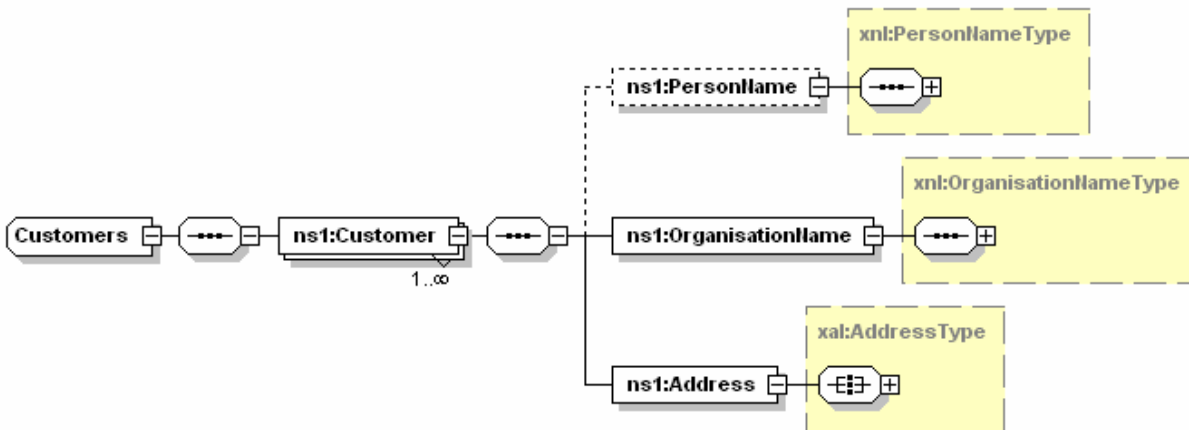 xnl:PersonNameType
ns1:PersonName
xnl:OrganisationNameType
Customers
ns1:Customer
1..∞
ns1:OrganisationName
xal:AddressType
ns1:Address